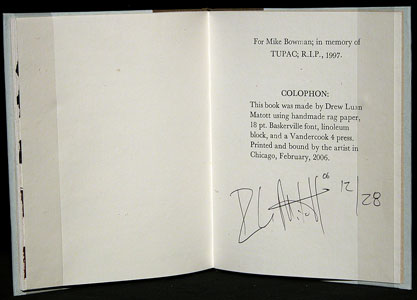 For Mike Bowman; in memory of
TUPAC; R.I.P., 1997.
COLOPHON:
This book was made by Drew Luan
Matott using handmade rag paper,
18 pt. Baskerville font, linoleum
block, and a Vandercook 4 press.
Printed and bound by the artist in
Chicago, February, 2006.
06
12/28